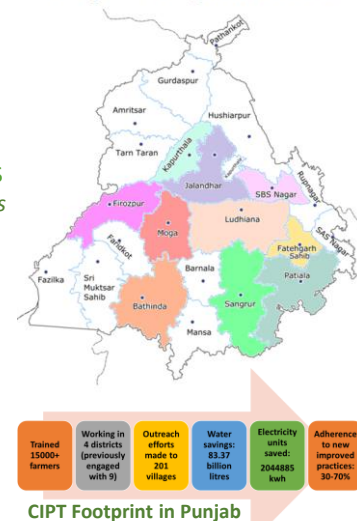 Pathankot
Gurdaspur
Amritsar
Hushiarpur
Tarn Taran
Kapurthala
Jalandhar
SBS Nagar
Rupnagar
Firozpur
Ludhiana
SAS Nagar
Moga
Fatehgarh
Sahib
Faridkot
Fazilka
Sri
Muktsar
Sahib
Barnala
Patiala
Bathinda
Sangrur
Mansa
S
s
Trained
15000+
farmers
Working in
4 districts
(previously
engaged
with 9)
Outreach
efforts
made to
201
villages
Water
savings:
83.37
billion
litres
Electricity
units
saved:
2044885
kwh
Adherence
to new
improved
practices:
30-70%
CIPT Footprint in Punjab